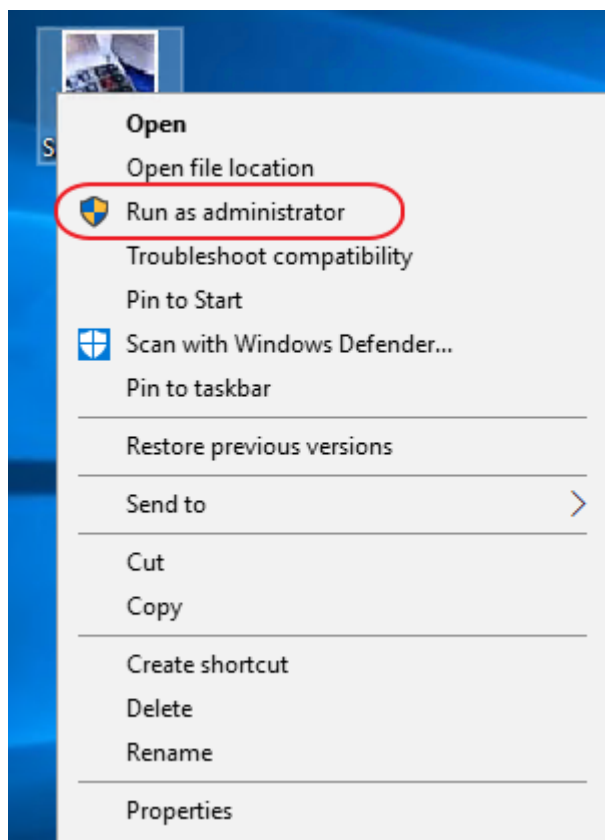 Open
Open file location
Run as administrator
Troubleshoot compatibility
Pin to Start
Scan with Windows Defender...
Pin to taskbar
Restore previous versions
Send to
Cut
Copy
Create shortcut
Delete
Rename
Properties